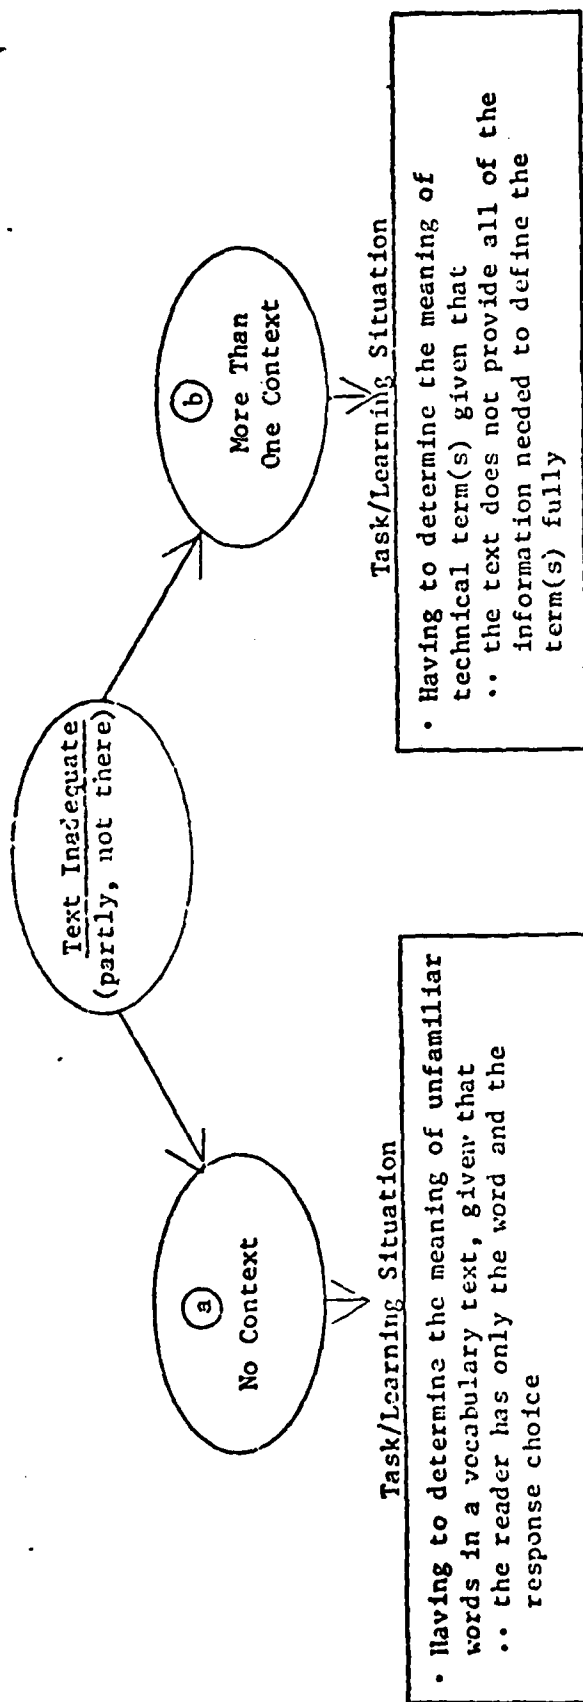 Text Inadequate
(partly, not there)
a
No Context
b
More Than
One Context
Task/Learning Situation
• Having to determine the meaning of unfamiliar
words in a vocabulary text, given that
•• the reader has only the word and the
response choice
Task/Learning Situation
• Having to determine the meaning of
technical term(s) given that
•• the text does not provide all of the
information needed to define the
term(s) fully